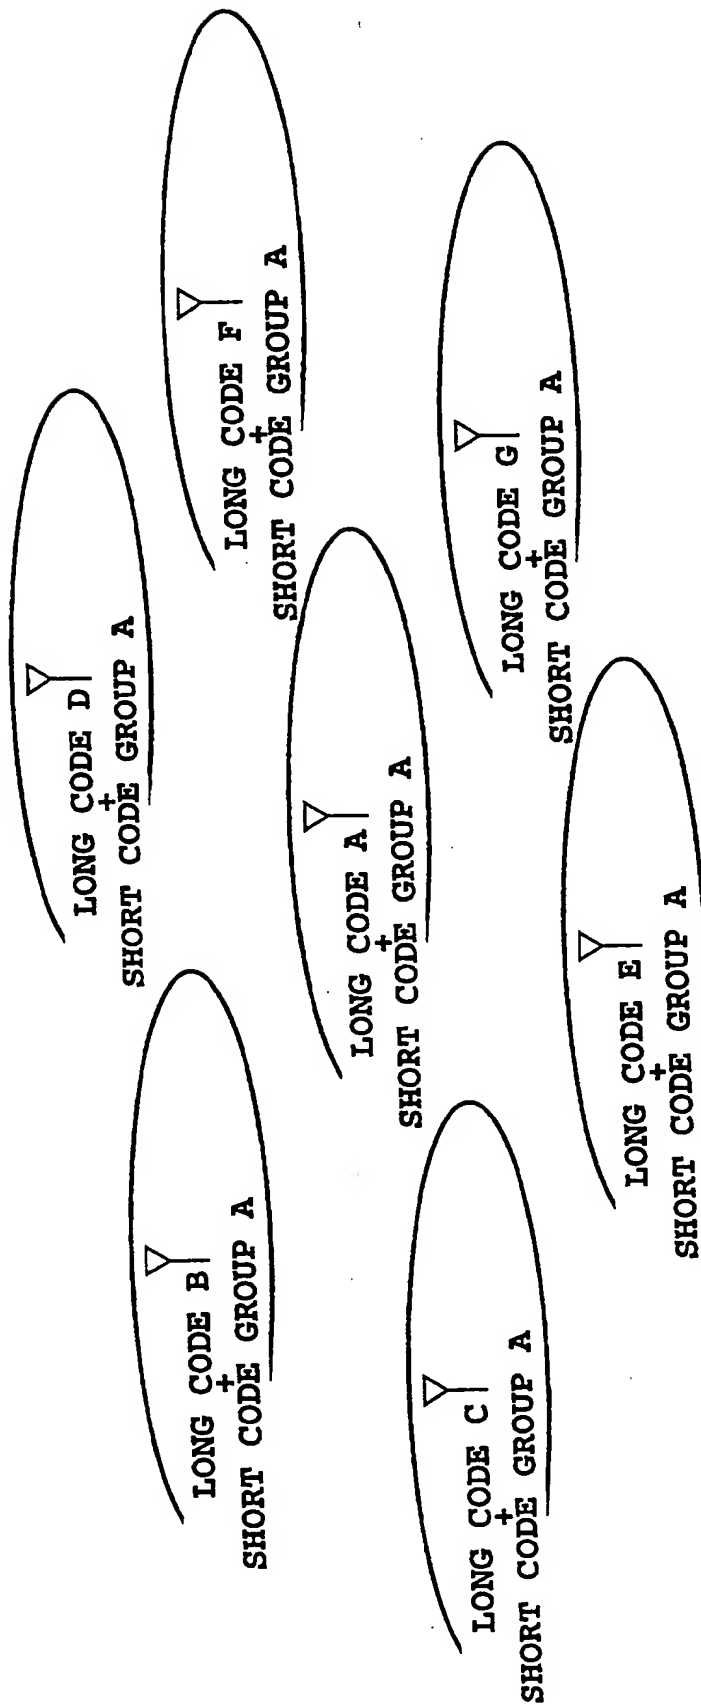 LONG CODE D
+
SHORT CODE GROUP A
LONG CODE B
+
SHORT CODE GROUP A
LONG CODE F
+
SHORT CODE GROUP A
LONG CODE A
+
SHORT CODE GROUP A
LONG CODE C
+
SHORT CODE GROUP A
LONG CODE G
+
SHORT CODE GROUP A
LONG CODE E
+
SHORT CODE GROUP A